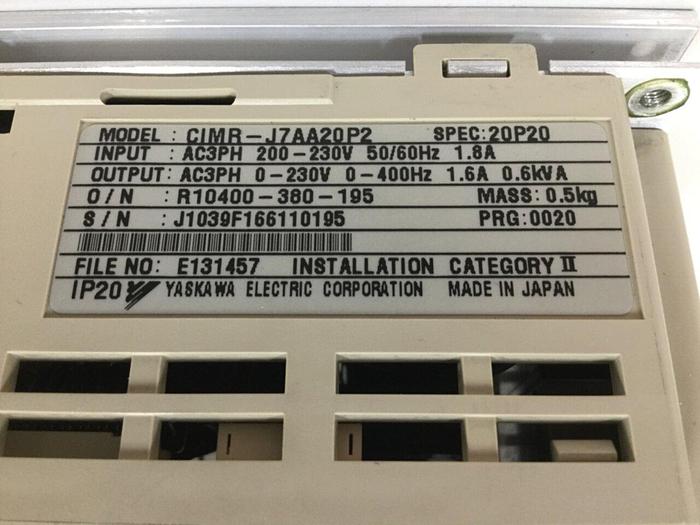 MODEL : CIMR-J7AA20P2 SPEC:20P20
INPUT : AC3PH 200-230V 50/60Hz 1.8A
OUTPUT: AC3PH 0-230V 0-400Hz 1.6A 0.6kVA
O/N : R10400-380-195 MASS: 0.5kg
S/N : J1039F166110195 PRG:0020
FILE NO: E131457 INSTALLATION CATEGORY II
IP20 YASKAWA ELECTRIC CORPORATION MADE IN JAPAN